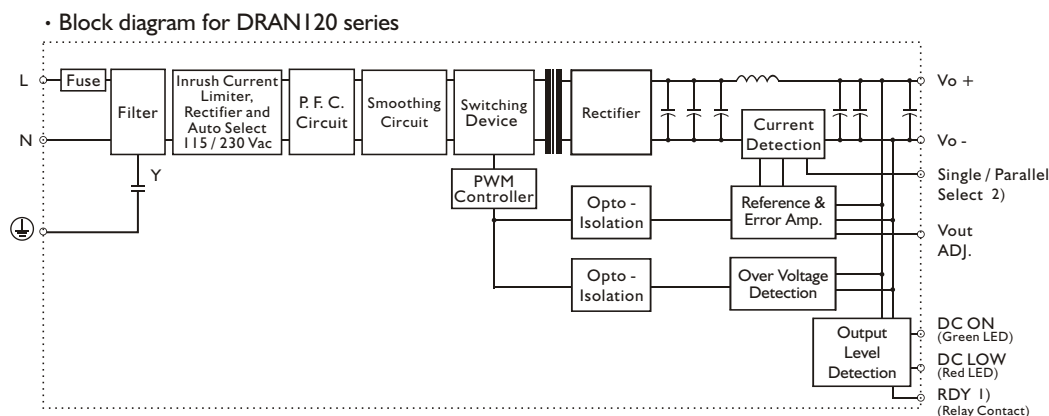 · Block diagram for DRAN120 series
L
Fuse
Filter
Inrush Current
Limiter,
Rectifier and
Auto Select
115 / 230 Vac
P. F. C.
Circuit
Smoothing
Circuit
Switching
Device
Rectifier
Current
Detection
Vo +
N
Vo -
Y
PWM
Controller
Opto -
Isolation
Reference &
Error Amp.
Single / Parallel
Select 2)
Vout
ADJ.
Opto -
Isolation
Over Voltage
Detection
Output
Level
Detection
DC ON
(Green LED)
DC LOW
(Red LED)
RDY 1)
(Relay Contact)